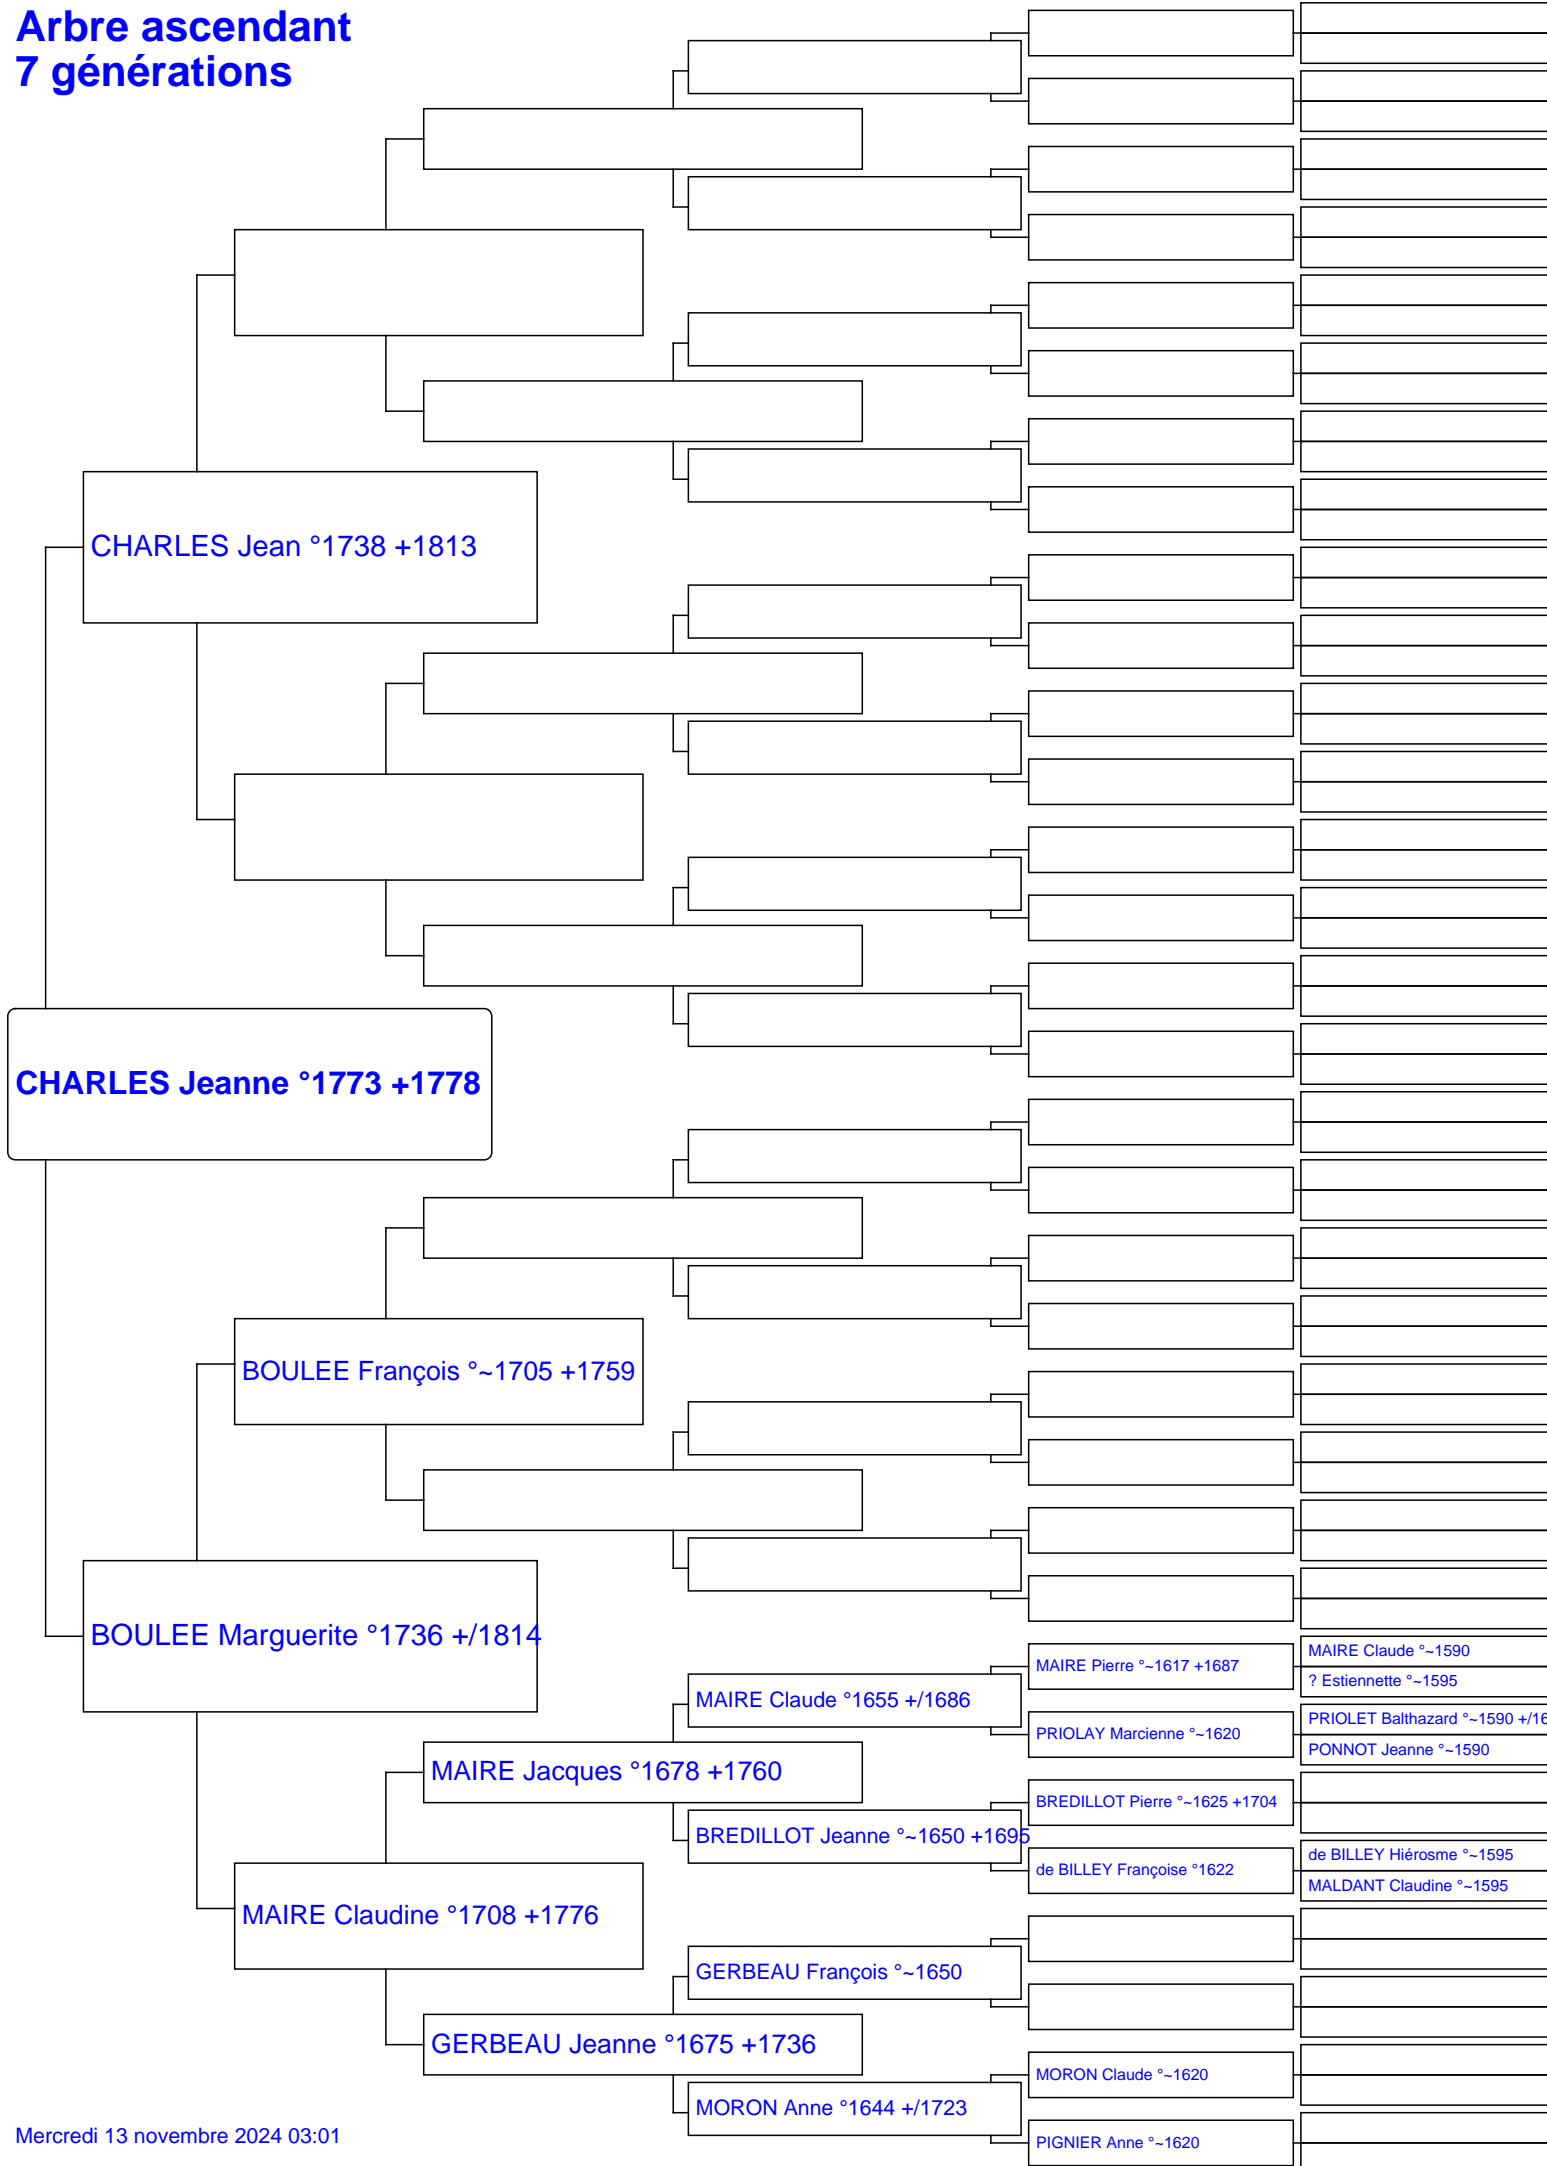 Arbre ascendant
7 générations
CHARLES Jean °1738 +1813
CHARLES Jeanne °1773 +1778
BOULEE François °~1705 +1759
BOULEE Marguerite °1736 +/1814
MAIRE Claude °~1590
MAIRE Pierre °~1617 +1687
? Estiennette °~1595
MAIRE Claude °1655 +/1686
PRIOLET Balthazard °~1590 +/16
PRIOLAY Marcienne °~1620
PONNOT Jeanne °~1590
MAIRE Jacques °1678 +1760
BREDILLOT Pierre °~1625 +1704
BREDILLOT Jeanne °~1650 +1695
de BILLEY Hiérosme °~1595
de BILLEY Françoise °1622
MALDANT Claudine °~1595
MAIRE Claudine °1708 +1776
GERBEAU François °~1650
GERBEAU Jeanne °1675 +1736
MORON Claude °~1620
MORON Anne °1644 +/1723
PIGNIER Anne °~1620
Mercredi 13 novembre 2024 03:01